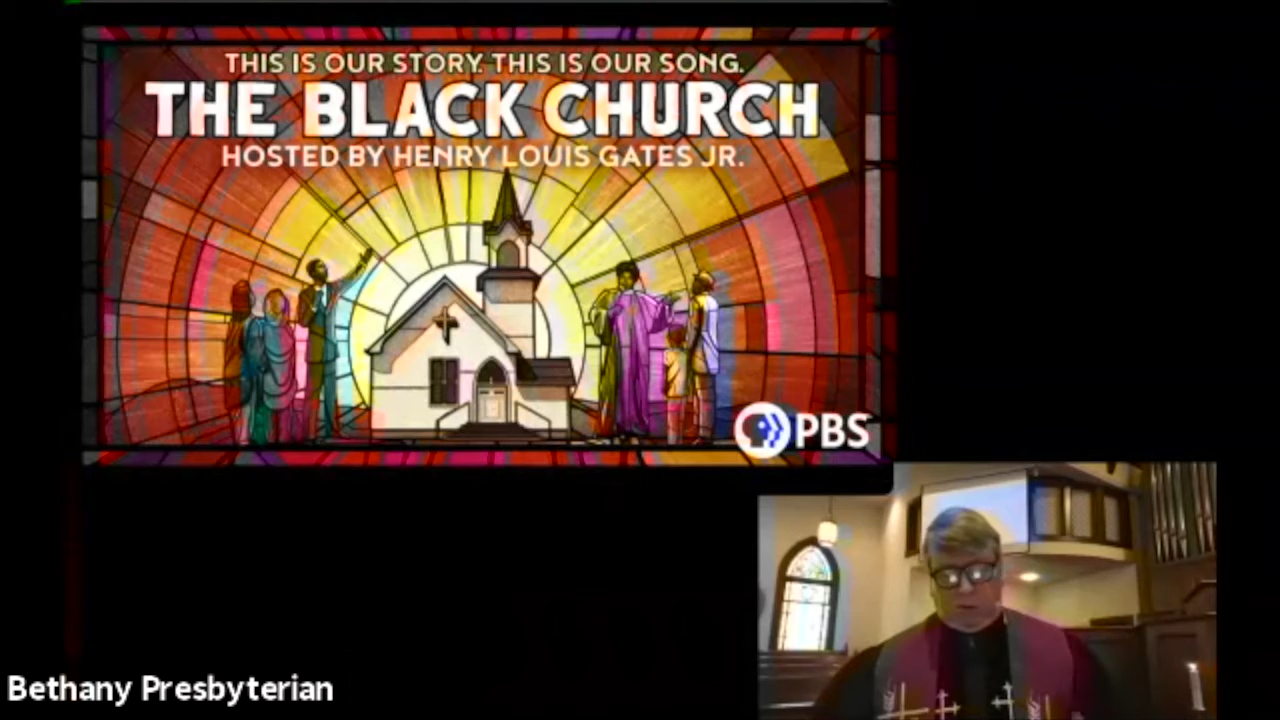 THIS IS OUR STORY. THIS IS OUR SONG.
THE BLACK CHURCH
HOSTED BY HENRY LOUIS GATES JR.
PBS
Bethany Presbyterian